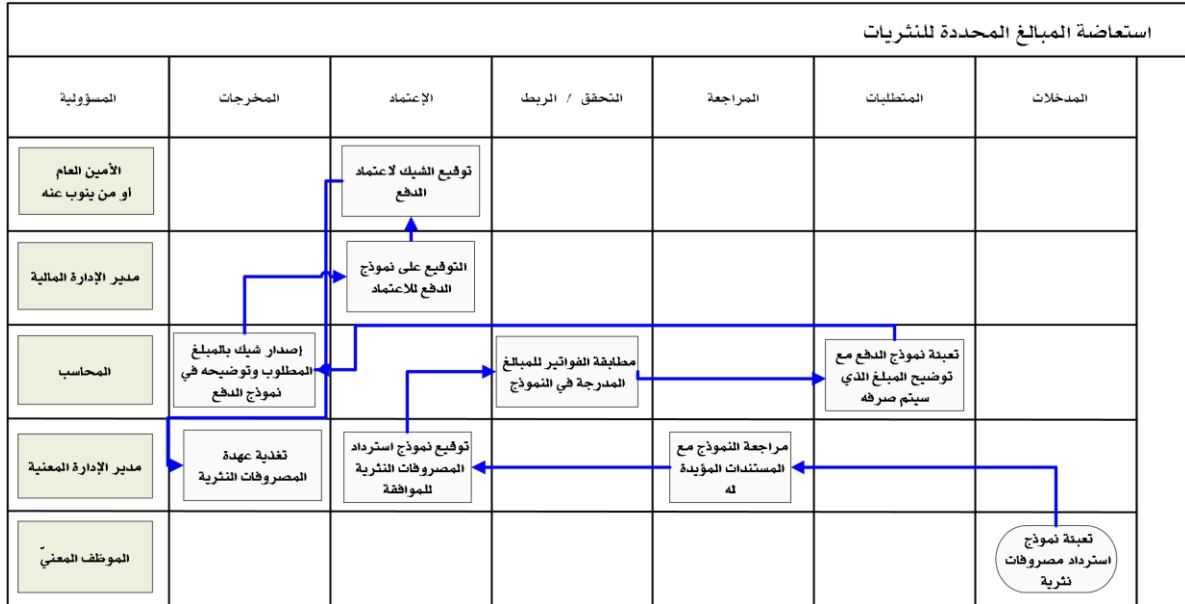 استعاضة المبالغ المحددة للنثريات
المدخلات
المتطلبات
المراجعة
التحقق / الربط
الإعتماد
المخرجات
المسؤولية
توقيع الشيك لاعتماد
الدفع
الأمين العام
أو من ينوب عنه
التوقيع على نموذج
الدفع للاعتماد
مدير الإدارة المالية
تعبئة نموذج الدفع مع
توضيح المبلغ الذي
سيتم صرفه
مطابقة الفواتير للمبالغ
المدرجة في النموذج
إصدار شيك بالمبلغ
المطلوب وتوضيحه في
نموذج الدفع
المحاسب
مراجعة النموذج مع
المستندات المؤيدة
له
توقيع نموذج استرداد
المصروفات النثرية
للموافقة
تغذية عهدة
المصروفات النثرية
مدير الإدارة المعنية
تعبئة نموذج
استرداد مصروفات
نثرية
الموظف المعنيّ